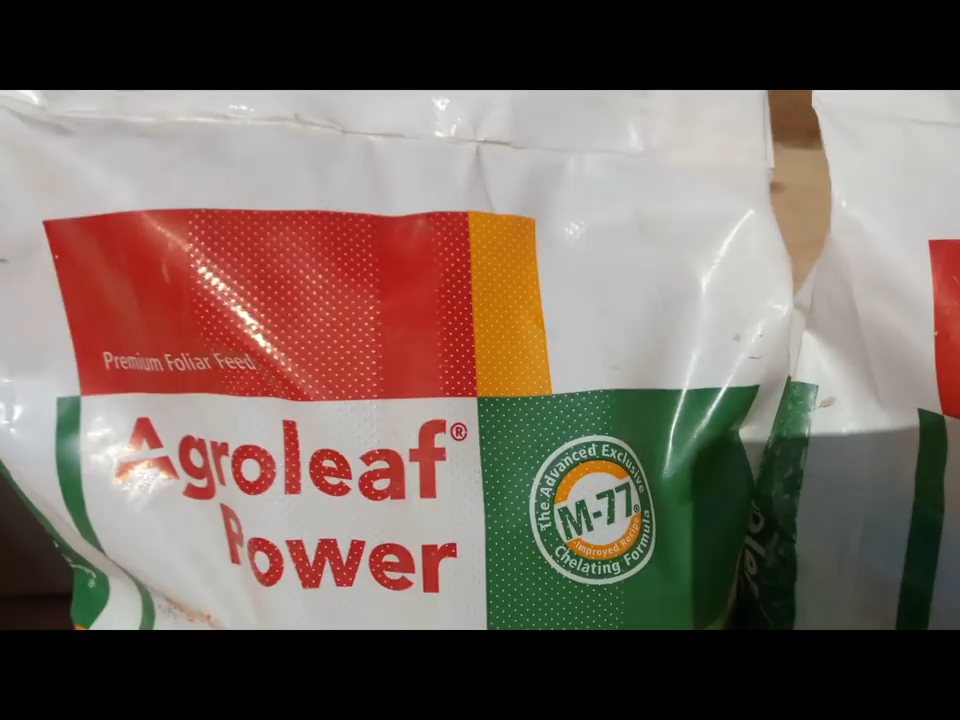 Premium Foliar Feed
Agroleaf®
Power
The Advanced Exclusive
M-77®
Improved Recipe
Chelating Formula